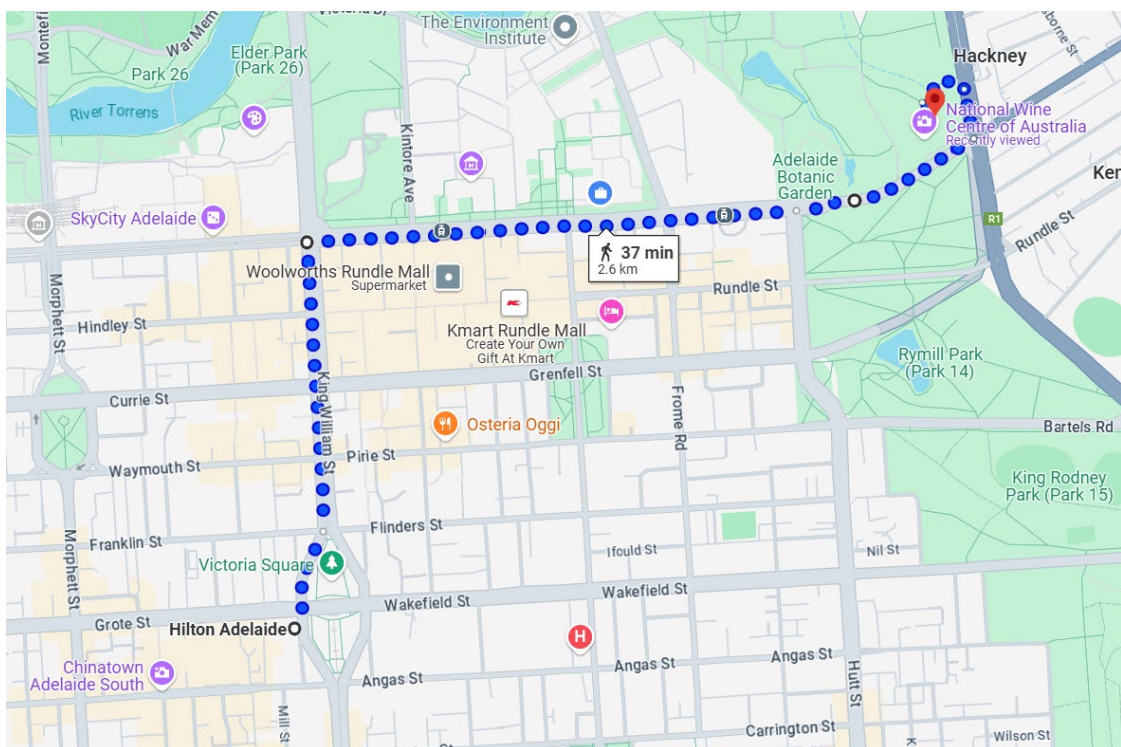 Montefi
War Mem
Victoria Dr
The Environment
Institute
Elder Park
(Park 26)
Park 26
River Torrens
Kintore Ave
Hackney
National Wine
Centre of Australia
Recently viewed
Adelaide
Botanic
Garden
Ken
SkyCity Adelaide
R1
Rundle St
37 min
2.6 km
Woolworths Rundle Mall
Supermarket
Rundle St
Morphett St
Hindley St
Kmart Rundle Mall
Create Your Own
Gift At Kmart
Rymill Park
(Park 14)
Grenfell St
King William St
Currie St
Frome Rd
Osteria Oggi
Bartels Rd
Pirie St
Waymouth St
King Rodney
Park (Park 15)
Flinders St
Franklin St
Morphett St
Victoria Square
Ifould St
Nil St
Wakefield St
Wakefield St
Grote St
Hilton Adelaide
H
Chinatown
Adelaide South
Angas St
Angas St
Angas St
Hutt St
Mill St
Carrington St
Wilson St
K